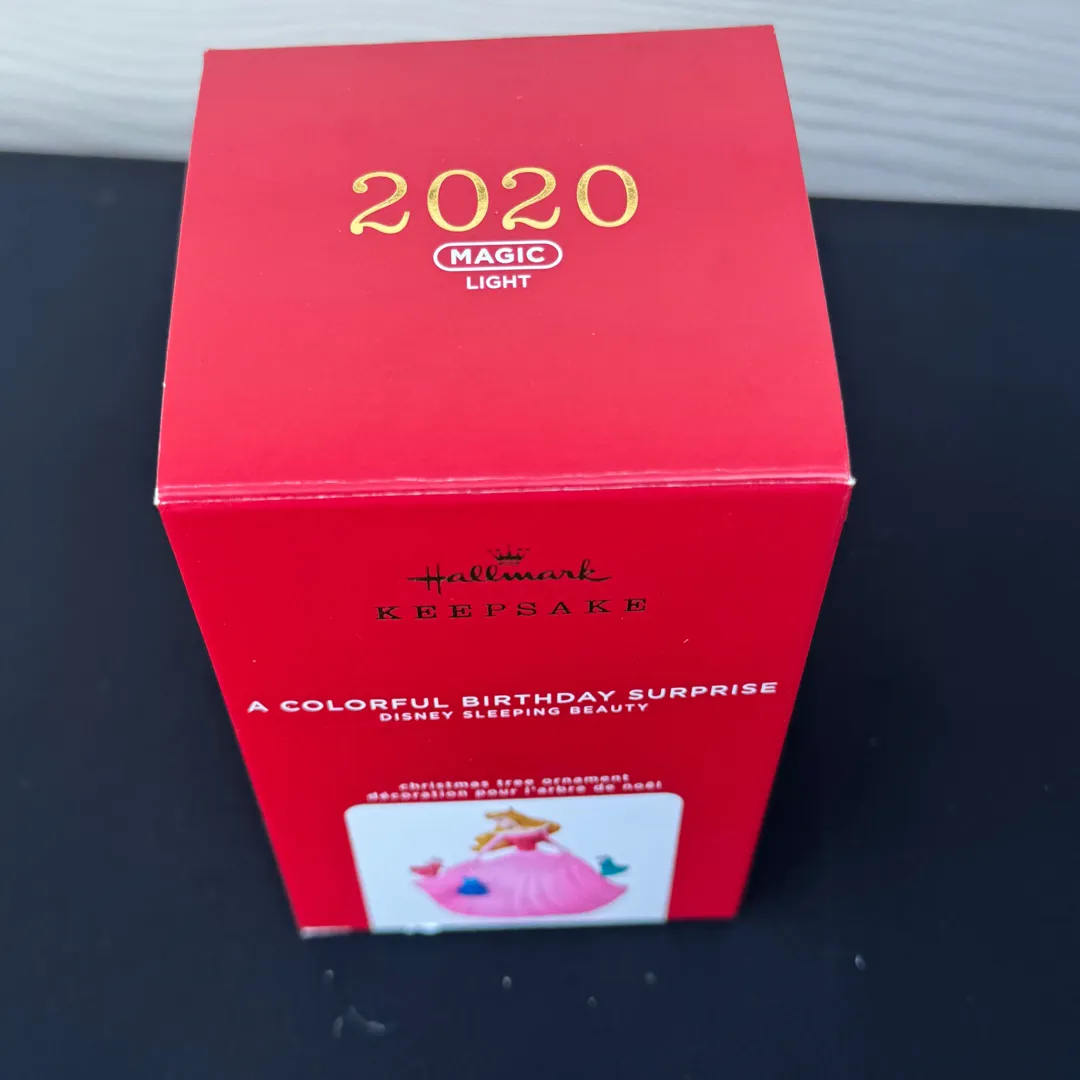 2020
MAGIC
LIGHT
Hallmark
KEEPSAKE
A COLORFUL BIRTHDAY SURPRISE
DISNEY SLEEPING BEAUTY
christmas tree ornament
décoration pour l'arbre de noël